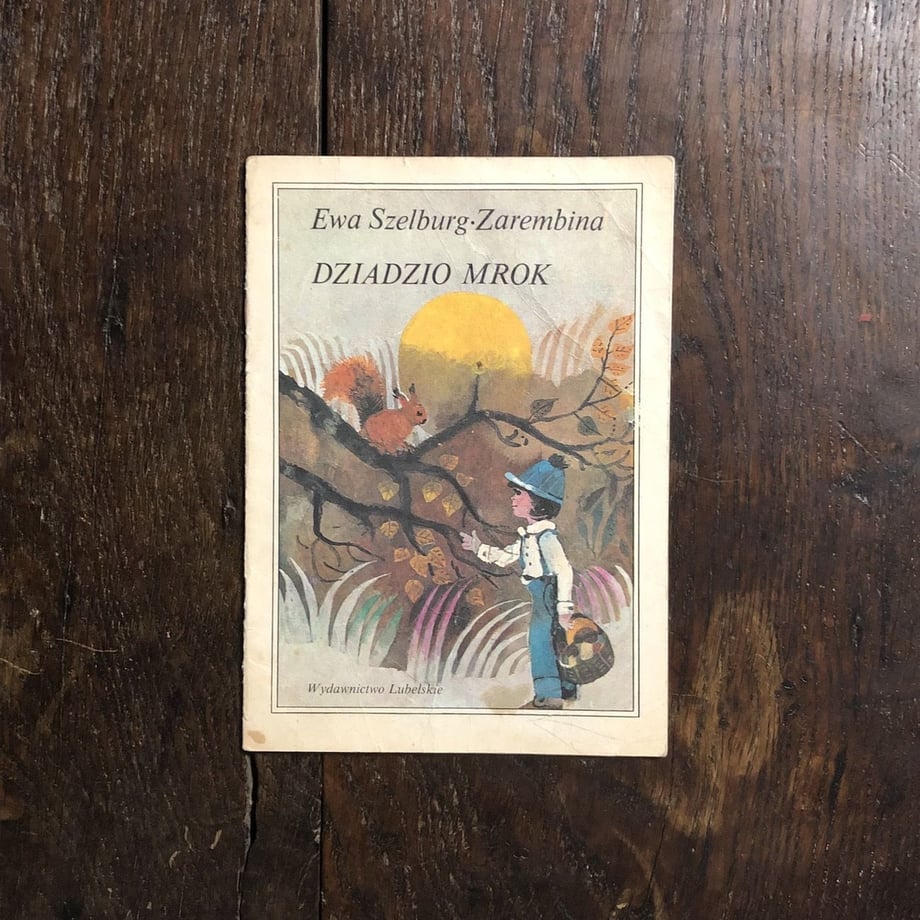 Ewa Szelburg-Zarembina
DZIADZIO MROK
Wydawnictwo Lubelskie